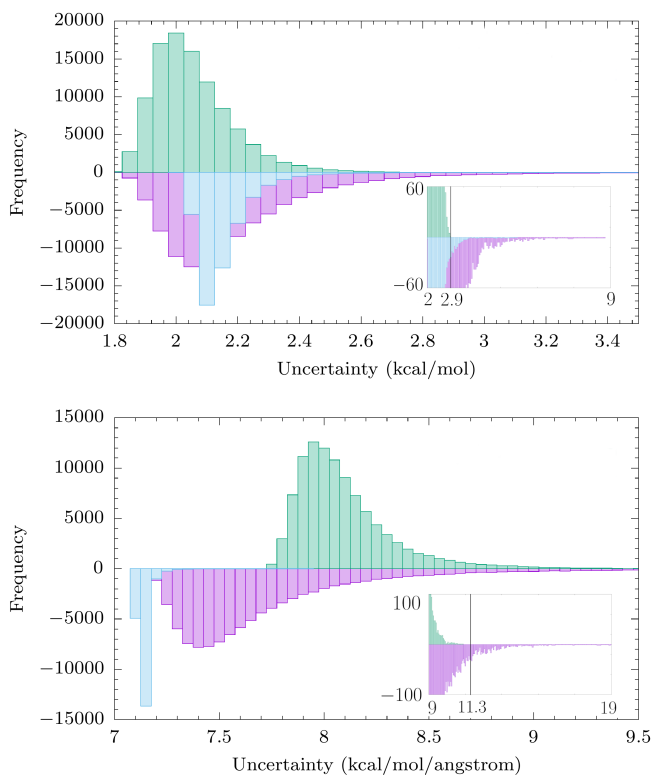 20000
15000
10000
5000
0
−5000
−10000
−15000
−20000
Frequency
60
−60
2 2.9 9
1.8 2 2.2 2.4 2.6 2.8 3 3.2 3.4
Uncertainty (kcal/mol)
15000
10000
5000
0
−5000
−10000
−15000
Frequency
100
−100
9 11.3 19
7 7.5 8 8.5 9 9.5
Uncertainty (kcal/mol/angstrom)